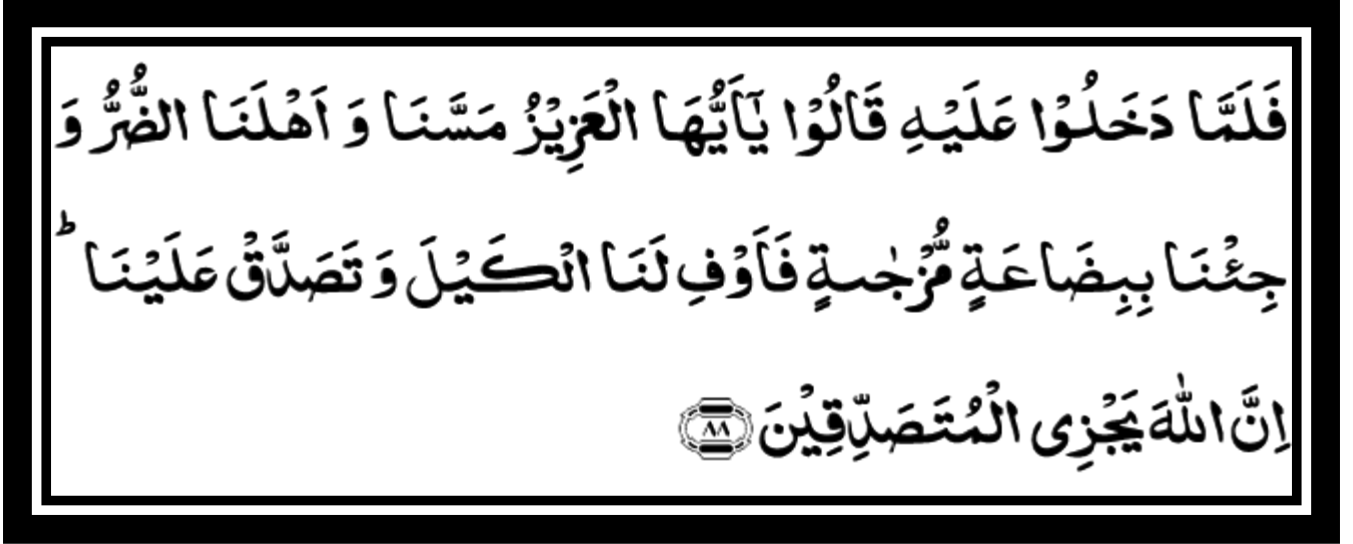 فَلَمَّا دَخَلُوْا عَلَيْهِ قَالُوْا يٰۤاَيُّهَا الْعَزِيْزُ مَسَّنَا وَ اَهْلَنَا الضُّرُّ وَ
جِئْنَا بِبِضَاعَةٍ مُّزْجٰىةٍ فَاَوْفِ لَنَا الْكَيْلَ وَ تَصَدَّقْ عَلَيْنَا ؕ
اِنَّ اللّٰهَ يَجْزِى الْمُتَصَدِّقِيْنَ ۝۸۸